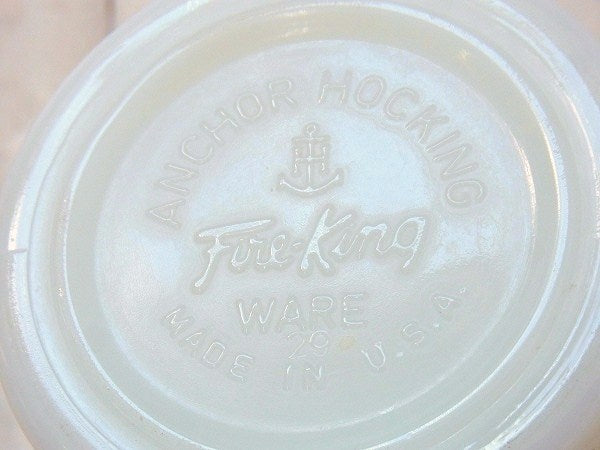 ANCHOR HOCKING
Fire-King
WARE
29
MADE IN U.S.A.